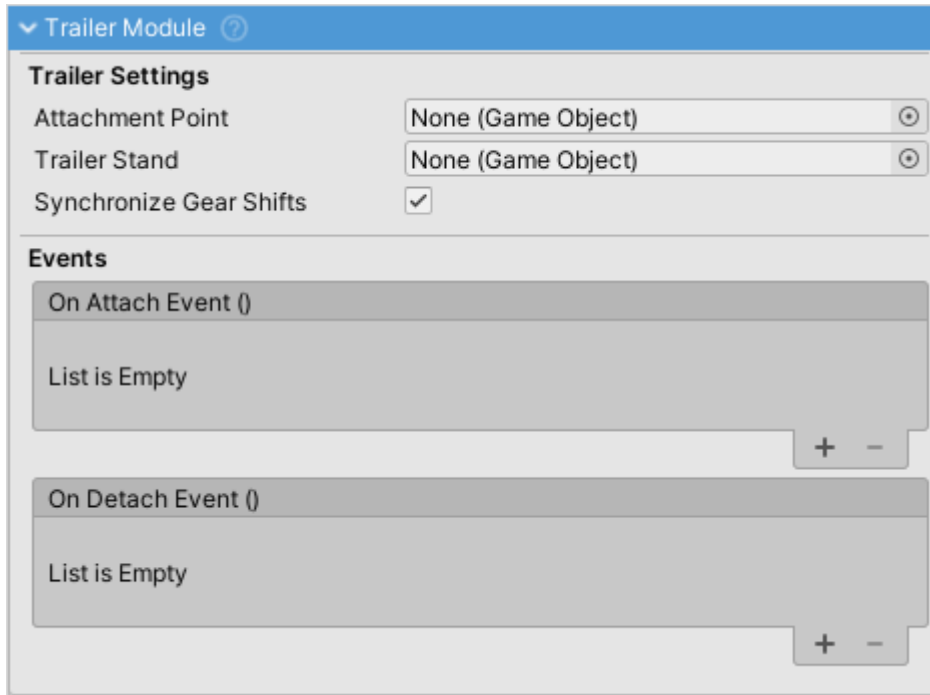 Trailer Module ?
Trailer Settings
Attachment Point None (Game Object)
Trailer Stand None (Game Object)
Synchronize Gear Shifts
Events
On Attach Event ()
List is Empty
+ −
On Detach Event ()
List is Empty
+ −